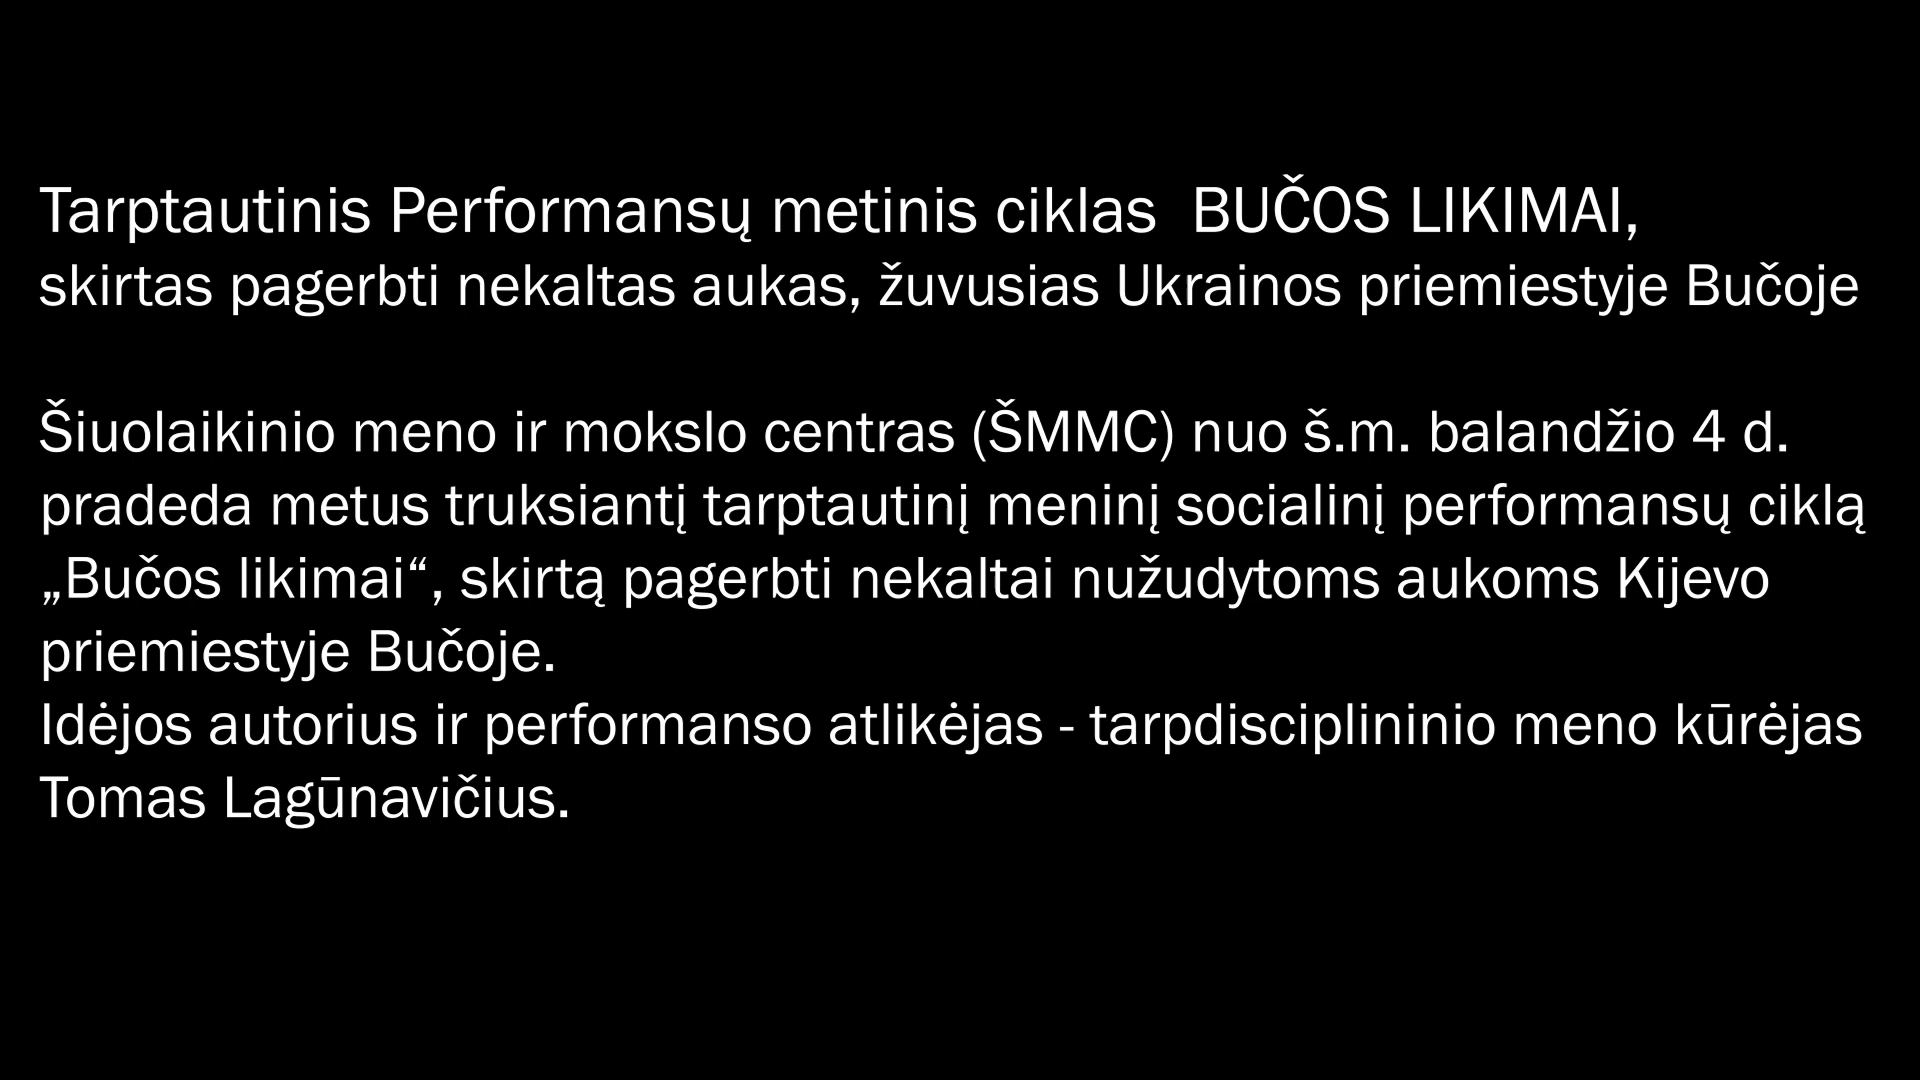 Tarptautinis Performansų metinis ciklas  BUČOS LIKIMAI,
skirtas pagerbti nekaltas aukas, žuvusias Ukrainos priemiestyje Bučoje
Šiuolaikinio meno ir mokslo centras (ŠMMC) nuo š.m. balandžio 4 d.
pradeda metus truksiantį tarptautinį meninį socialinį performansų ciklą
„Bučos likimai“, skirtą pagerbti nekaltai nužudytoms aukoms Kijevo
priemiestyje Bučoje.
Idėjos autorius ir performanso atlikėjas - tarpdisciplininio meno kūrėjas
Tomas Lagūnavičius.